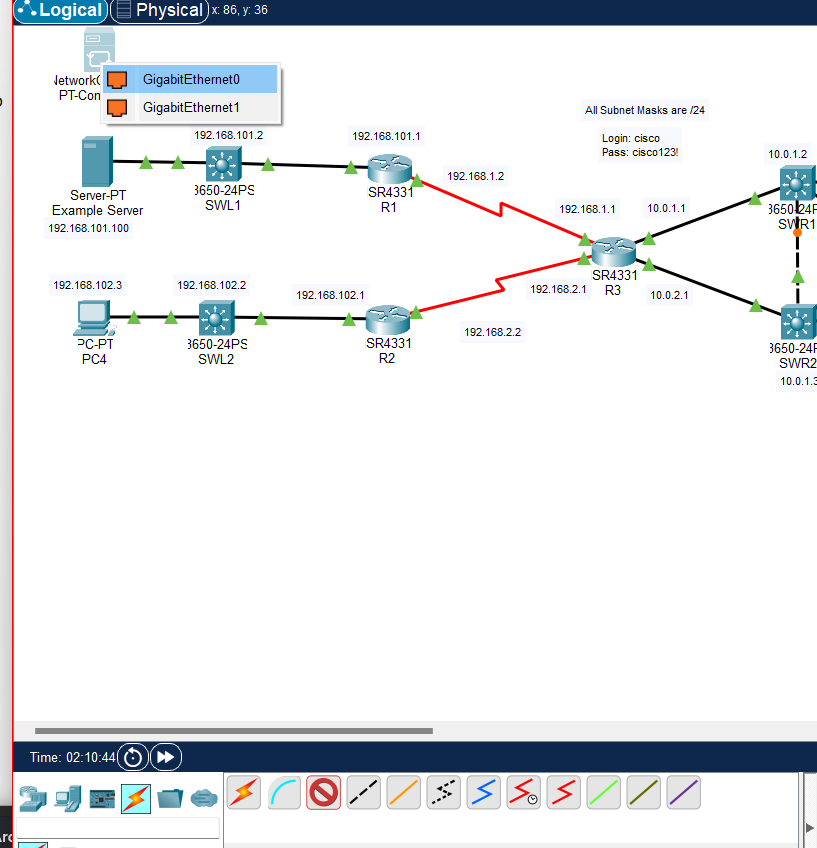 Logical
Physical
x: 86, y: 36
GigabitEthernet0
GigabitEthernet1
NetworkC
PT-Con
All Subnet Masks are /24
Login: cisco
Pass: cisco123!
192.168.101.2
192.168.101.1
10.0.1.2
192.168.1.2
Server-PT
Example Server
192.168.101.100
3650-24PS
SWL1
SR4331
R1
192.168.1.1
10.0.1.1
3650-24P
SWR1
SR4331
R3
192.168.102.3
192.168.102.2
192.168.102.1
192.168.2.1
10.0.2.1
192.168.2.2
PC-PT
PC4
3650-24PS
SWL2
SR4331
R2
3650-24P
SWR2
10.0.1.3
Time: 02:10:44